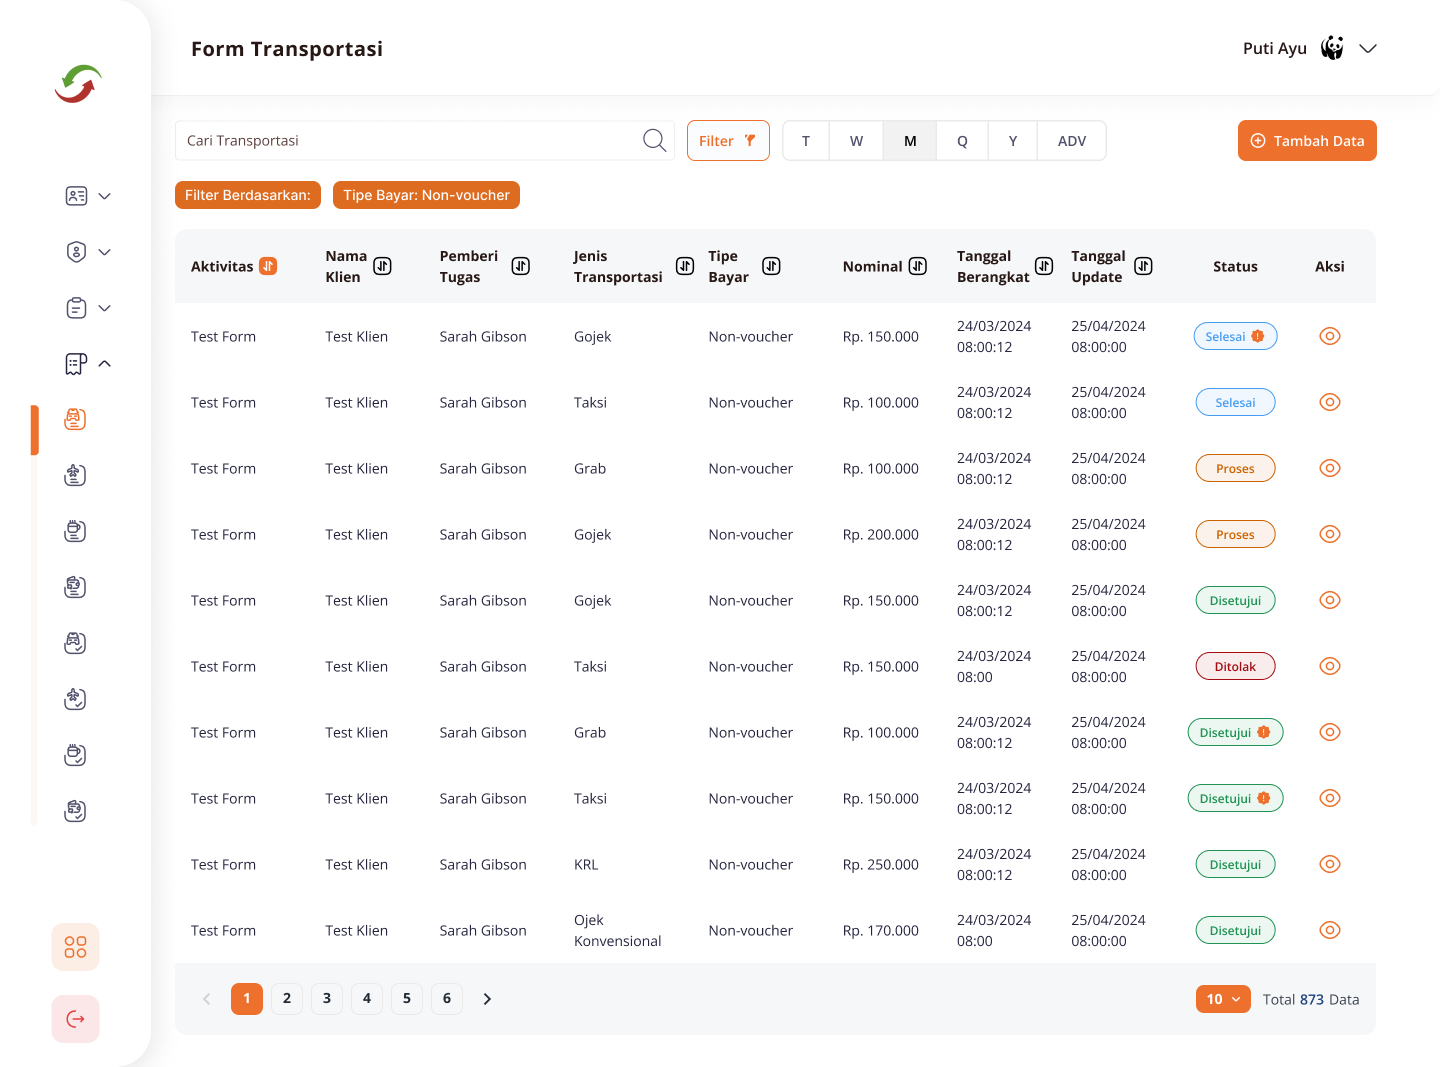 Form Transportasi
Puti Ayu
Cari Transportasi
Filter
T W M Q Y ADV
Tambah Data
Filter Berdasarkan:
Tipe Bayar: Non-voucher
Aktivitas
Nama
Klien
Pemberi
Tugas
Jenis
Transportasi
Tipe
Bayar
Nominal
Tanggal
Berangkat
Tanggal
Update
Status
Aksi
Test Form
Test Klien
Sarah Gibson
Gojek
Non-voucher
Rp. 150.000
24/03/2024
08:00:12
25/04/2024
08:00:00
Selesai
Test Form
Test Klien
Sarah Gibson
Taksi
Non-voucher
Rp. 100.000
24/03/2024
08:00:12
25/04/2024
08:00:00
Selesai
Test Form
Test Klien
Sarah Gibson
Grab
Non-voucher
Rp. 100.000
24/03/2024
08:00:12
25/04/2024
08:00:00
Proses
Test Form
Test Klien
Sarah Gibson
Gojek
Non-voucher
Rp. 200.000
24/03/2024
08:00:12
25/04/2024
08:00:00
Proses
Test Form
Test Klien
Sarah Gibson
Gojek
Non-voucher
Rp. 150.000
24/03/2024
08:00:12
25/04/2024
08:00:00
Disetujui
Test Form
Test Klien
Sarah Gibson
Taksi
Non-voucher
Rp. 150.000
24/03/2024
08:00
25/04/2024
08:00:00
Ditolak
Test Form
Test Klien
Sarah Gibson
Grab
Non-voucher
Rp. 100.000
24/03/2024
08:00:12
25/04/2024
08:00:00
Disetujui
Test Form
Test Klien
Sarah Gibson
Taksi
Non-voucher
Rp. 150.000
24/03/2024
08:00:12
25/04/2024
08:00:00
Disetujui
Test Form
Test Klien
Sarah Gibson
KRL
Non-voucher
Rp. 250.000
24/03/2024
08:00:12
25/04/2024
08:00:00
Disetujui
Test Form
Test Klien
Sarah Gibson
Ojek
Konvensional
Non-voucher
Rp. 170.000
24/03/2024
08:00
25/04/2024
08:00:00
Disetujui
1 2 3 4 5 6
10
Total 873 Data